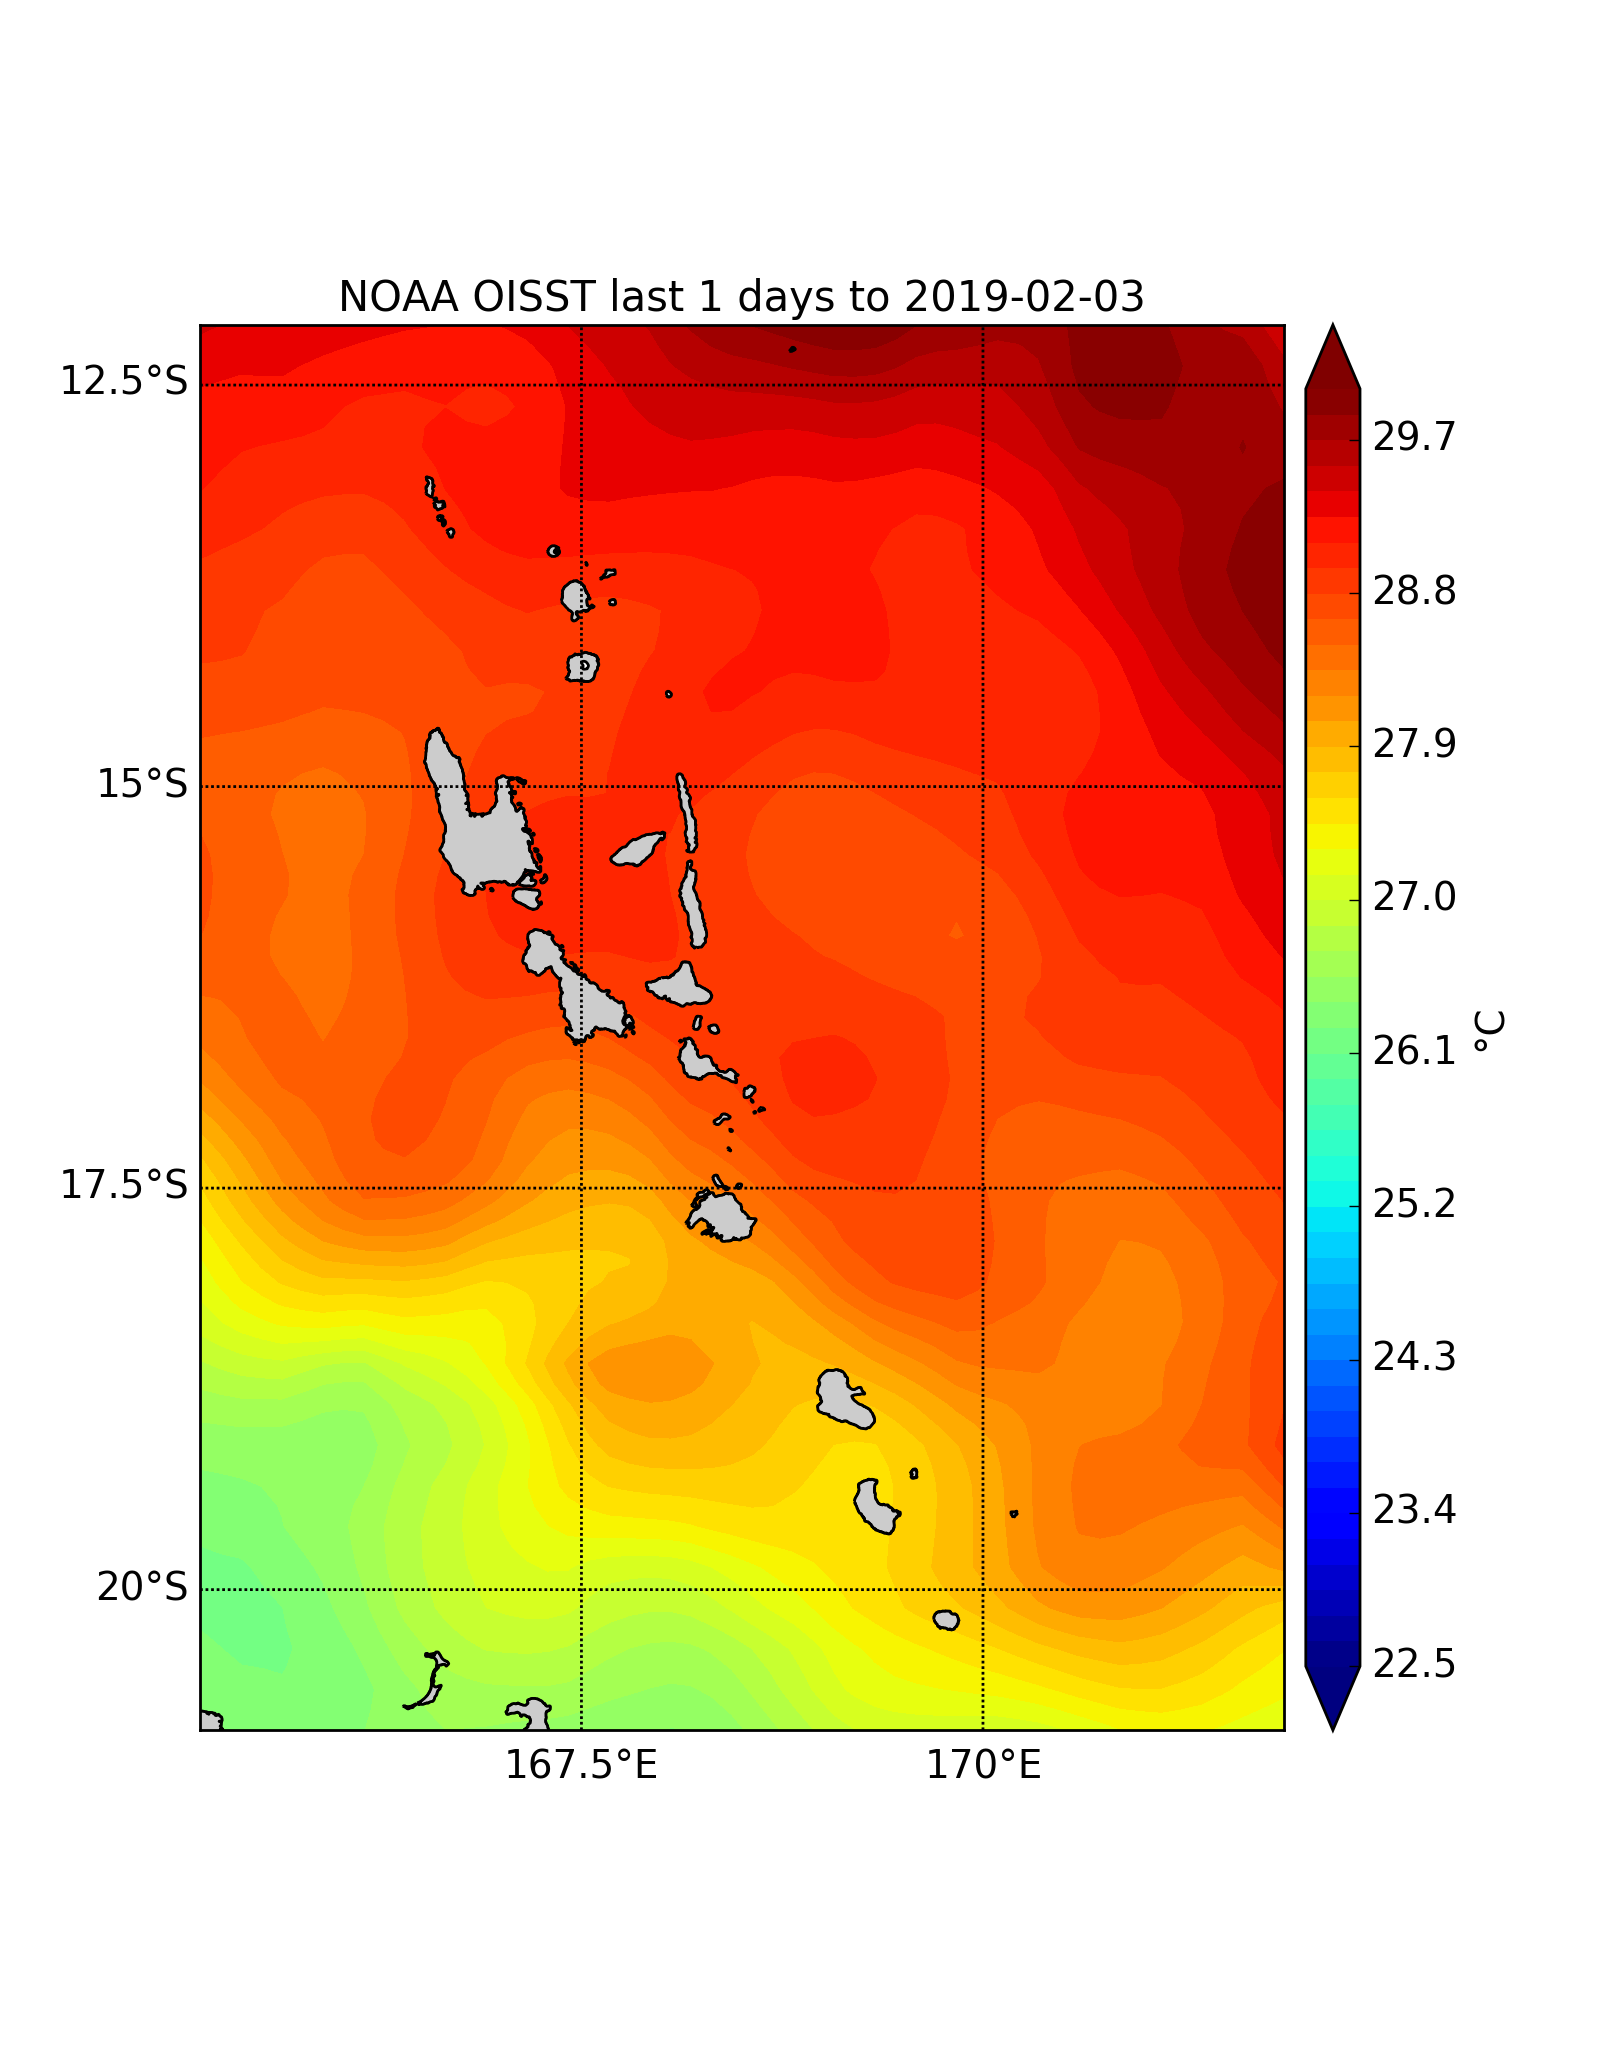 NOAA OISST last 1 days to 2019-02-03
12.5°S
15°S
17.5°S
20°S
167.5°E
170°E
29.7
28.8
27.9
27.0
26.1
25.2
24.3
23.4
22.5
°C